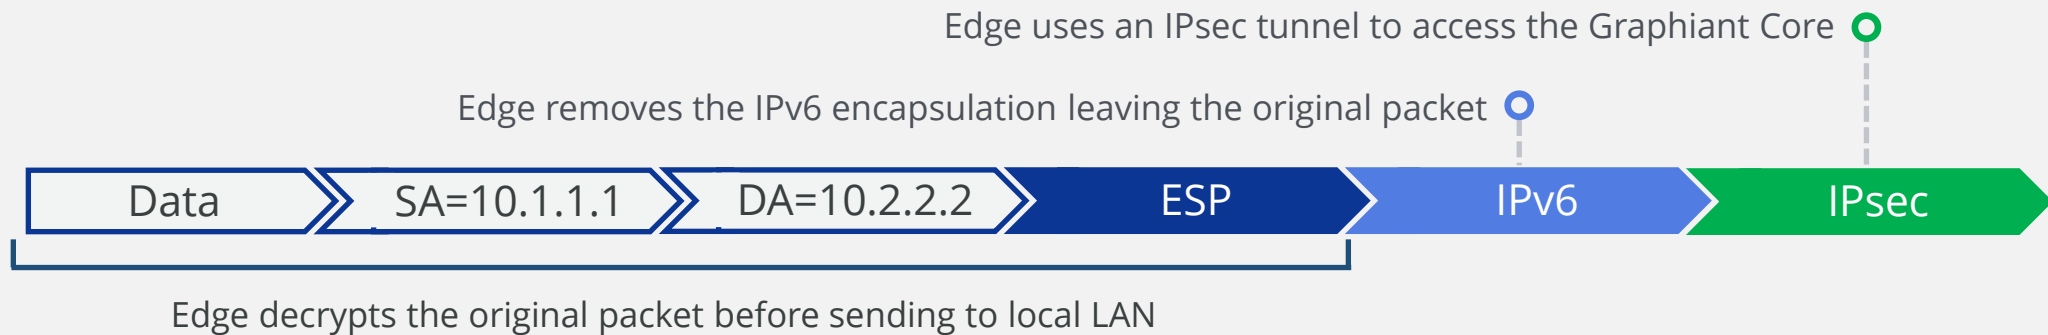 Edge uses an IPsec tunnel to access the Graphiant Core
Edge removes the IPv6 encapsulation leaving the original packet
Data
SA=10.1.1.1
DA=10.2.2.2
ESP
IPv6
IPsec
Edge decrypts the original packet before sending to local LAN